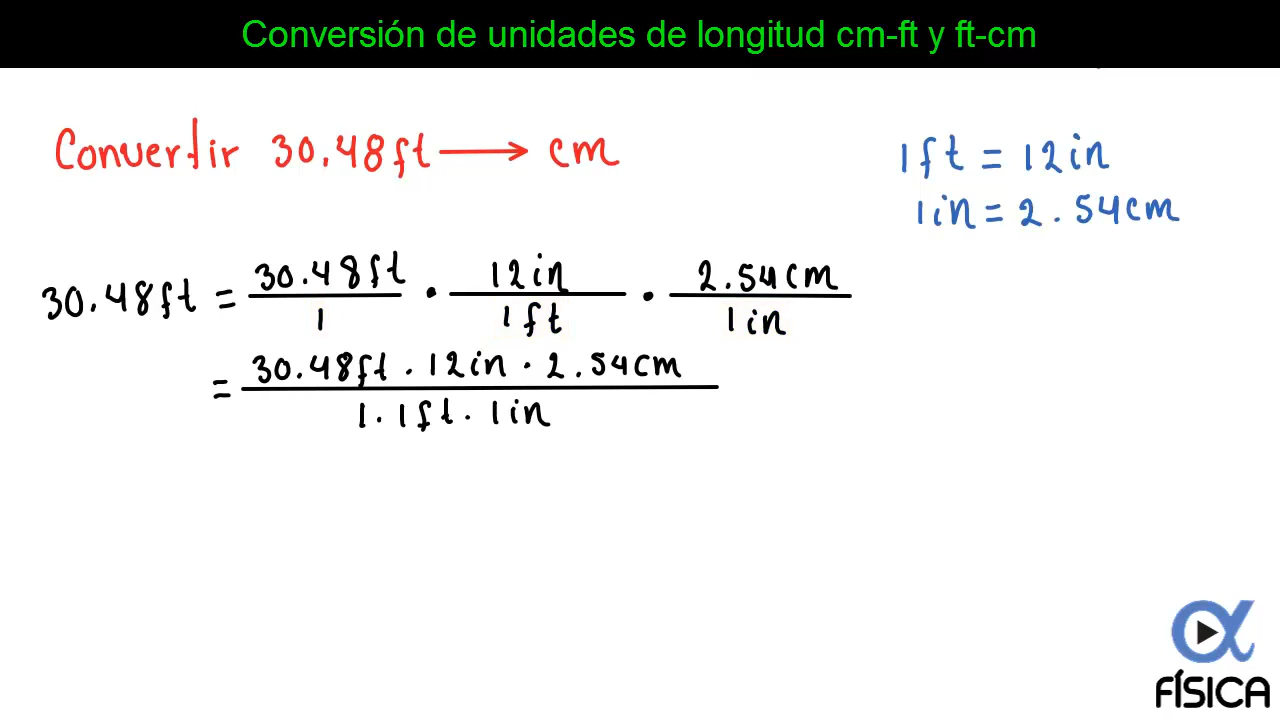 Conversión de unidades de longitud cm-ft y ft-cm
Convertir 30.48ft → cm
1ft = 12in
1in = 2.54cm
30.48ft = 30.48ft/1 · 12in/1ft · 2.54cm/1in
= 30.48ft · 12in · 2.54cm / 1 · 1ft · 1in
FÍSICA